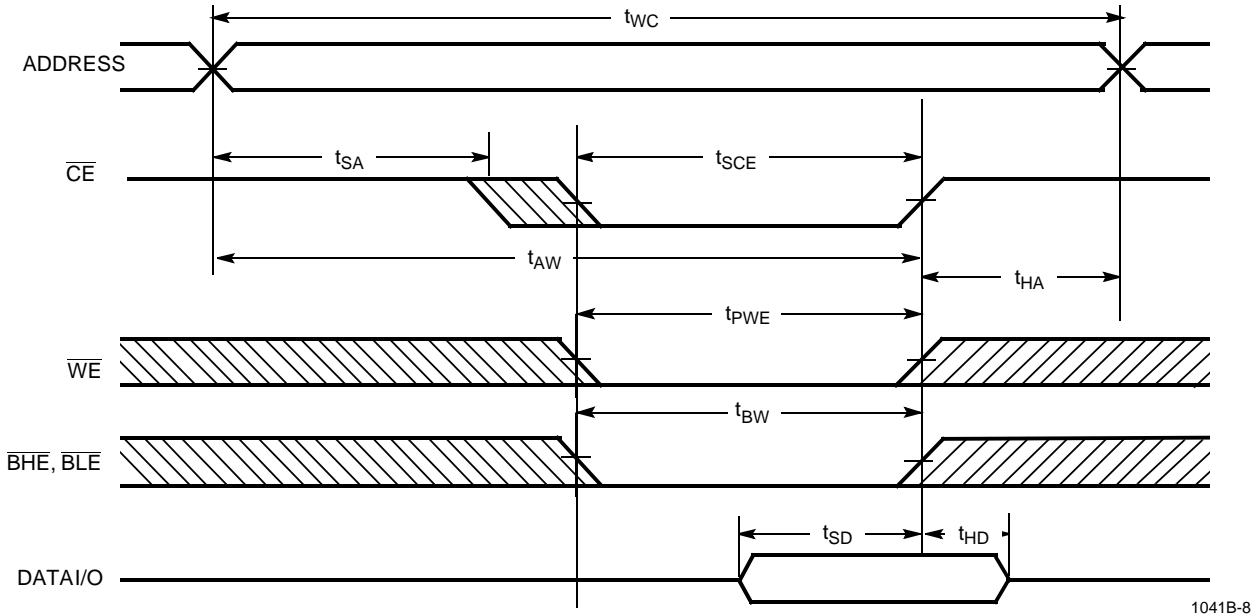 tWC
ADDRESS
tSA
tSCE
CE
tAW
tHA
tPWE
WE
tBW
BHE, BLE
tSD
tHD
DATAI/O
1041B-8